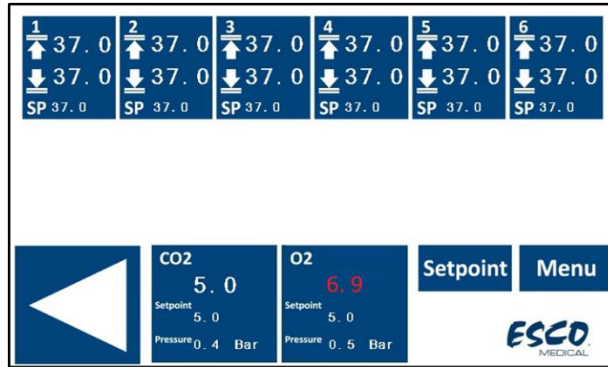 1 2 3 4 5 6
37.0 37.0 37.0 37.0 37.0 37.0
37.0 37.0 37.0 37.0 37.0 37.0
SP 37.0 SP 37.0 SP 37.0 SP 37.0 SP 37.0 SP 37.0
CO2 O2 Setpoint Menu
5.0 6.9
Setpoint Setpoint
5.0 5.0
Pressure 0.4 Bar Pressure 0.5 Bar
ESCO
MEDICAL